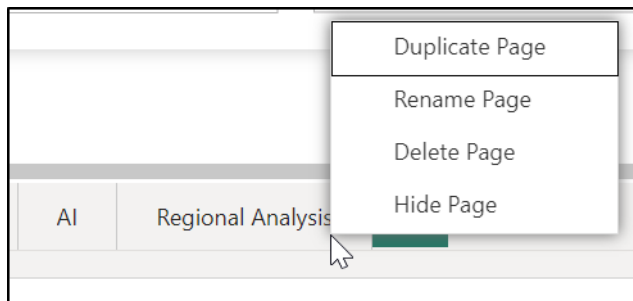 Duplicate Page
Rename Page
Delete Page
Hide Page
AI
Regional Analysis